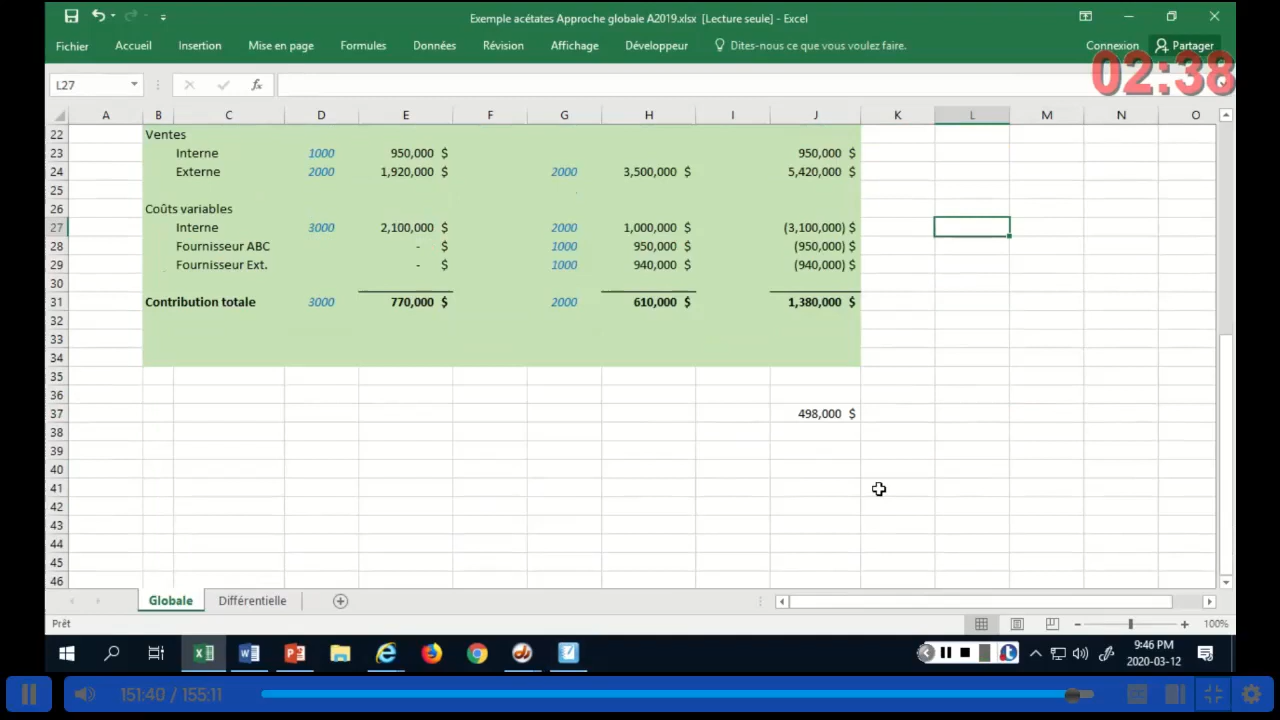 Exemple acétates Approche globale A2019.xlsx [Lecture seule] - Excel
Fichier Accueil Insertion Mise en page Formules Données Révision Affichage Développeur Dites-nous ce que vous voulez faire. Connexion Partager
02:38
L27 fx
A B C D E F G H I J K L M N O
22 Ventes
23 Interne 1000 950,000 $ 950,000 $
24 Externe 2000 1,920,000 $ 2000 3,500,000 $ 5,420,000 $
25
26 Coûts variables
27 Interne 3000 2,100,000 $ 2000 1,000,000 $ (3,100,000) $
28 Fournisseur ABC - $ 1000 950,000 $ (950,000) $
29 Fournisseur Ext. - $ 1000 940,000 $ (940,000) $
30
31 Contribution totale 3000 770,000 $ 2000 610,000 $ 1,380,000 $
32
33
34
35
36
37 498,000 $
38
39
40
41
42
43
44
45
46
Globale Différentielle
Prêt 100%
9:46 PM
2020-03-12
151:40 / 155:11